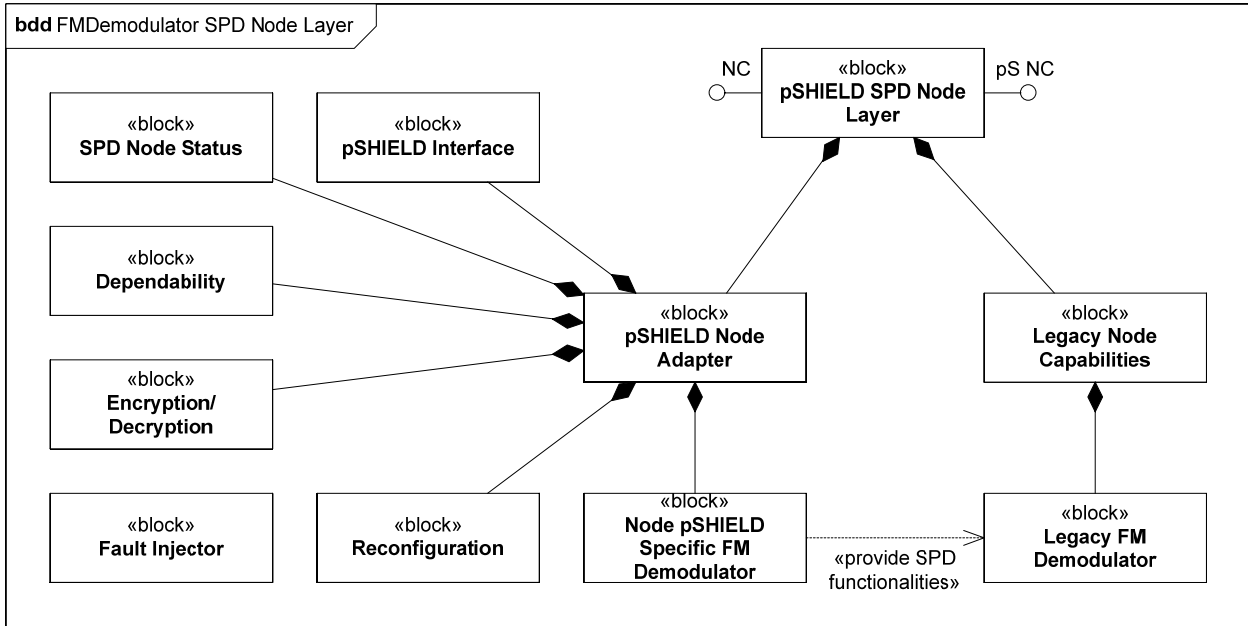 bdd FMDemodulator SPD Node Layer
NC
«block»
pSHIELD SPD Node
Layer
pS NC
«block»
SPD Node Status
«block»
pSHIELD Interface
«block»
Dependability
«block»
pSHIELD Node
Adapter
«block»
Legacy Node
Capabilities
«block»
Encryption/
Decryption
«block»
Fault Injector
«block»
Reconfiguration
«block»
Node pSHIELD
Specific FM
Demodulator
«provide SPD
functionalities»
«block»
Legacy FM
Demodulator